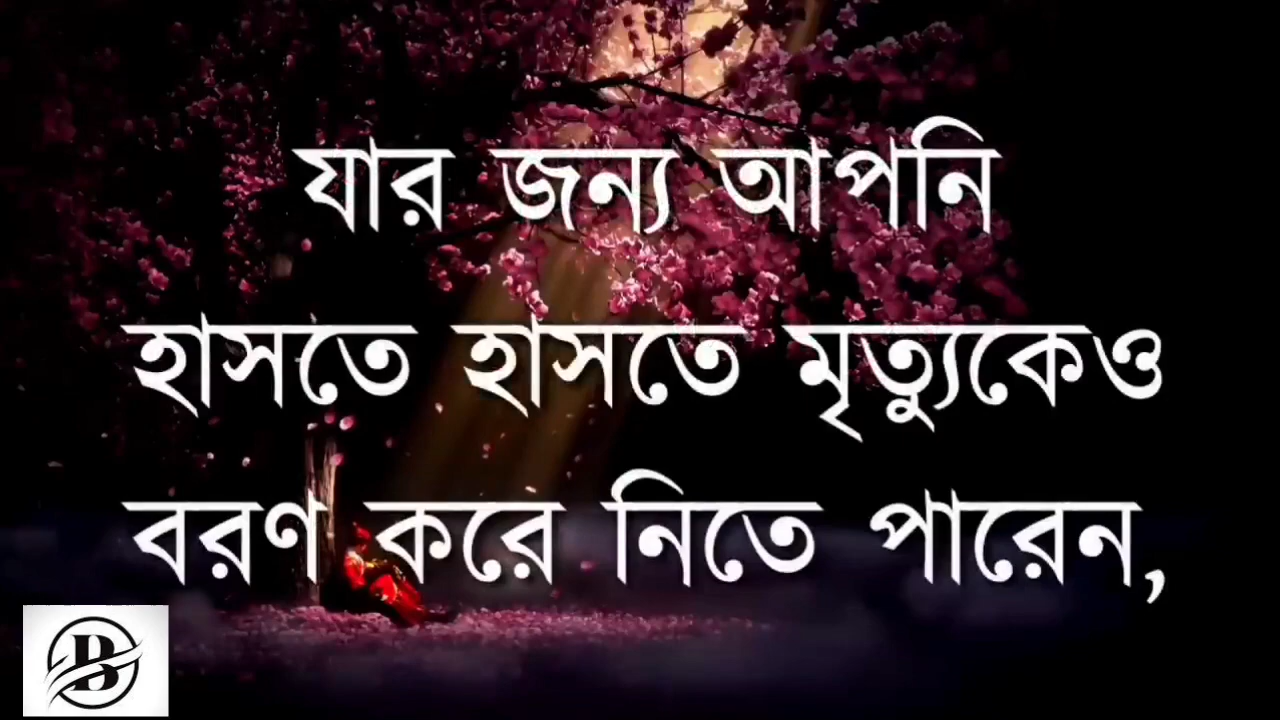 যার জন্য আপনি
হাসতে হাসতে মৃত্যুকেও
বরণ করে নিতে পারেন,
B